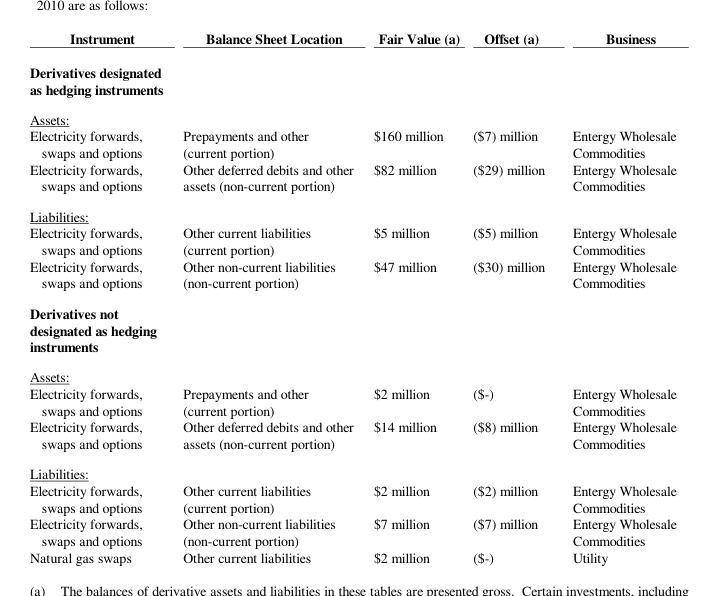 2010 are as follows:
Instrument Balance Sheet Location Fair Value (a) Offset (a) Business
Derivatives designated
as hedging instruments
Assets:
Electricity forwards, Prepayments and other $160 million ($7) million Entergy Wholesale
swaps and options (current portion) Commodities
Electricity forwards, Other deferred debits and other $82 million ($29) million Entergy Wholesale
swaps and options assets (non-current portion) Commodities
Liabilities:
Electricity forwards, Other current liabilities $5 million ($5) million Entergy Wholesale
swaps and options (current portion) Commodities
Electricity forwards, Other non-current liabilities $47 million ($30) million Entergy Wholesale
swaps and options (non-current portion) Commodities
Derivatives not
designated as hedging
instruments
Assets:
Electricity forwards, Prepayments and other $2 million ($-) Entergy Wholesale
swaps and options (current portion) Commodities
Electricity forwards, Other deferred debits and other $14 million ($8) million Entergy Wholesale
swaps and options assets (non-current portion) Commodities
Liabilities:
Electricity forwards, Other current liabilities $2 million ($2) million Entergy Wholesale
swaps and options (current portion) Commodities
Electricity forwards, Other non-current liabilities $7 million ($7) million Entergy Wholesale
swaps and options (non-current portion) Commodities
Natural gas swaps Other current liabilities $2 million ($-) Utility
(a) The balances of derivative assets and liabilities in these tables are presented gross. Certain investments, including